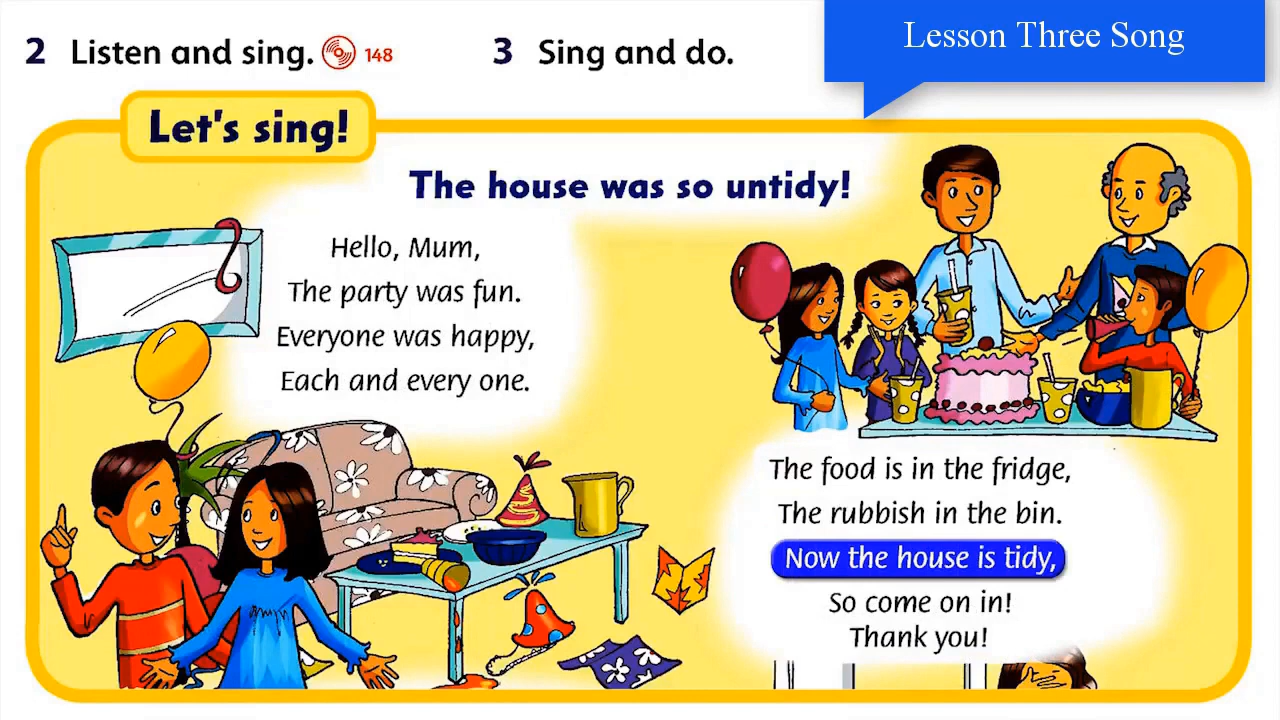 2 Listen and sing. 148
3 Sing and do.
Lesson Three Song
Let's sing!
The house was so untidy!
Hello, Mum,
The party was fun.
Everyone was happy,
Each and every one.
The food is in the fridge,
The rubbish in the bin.
Now the house is tidy,
So come on in!
Thank you!